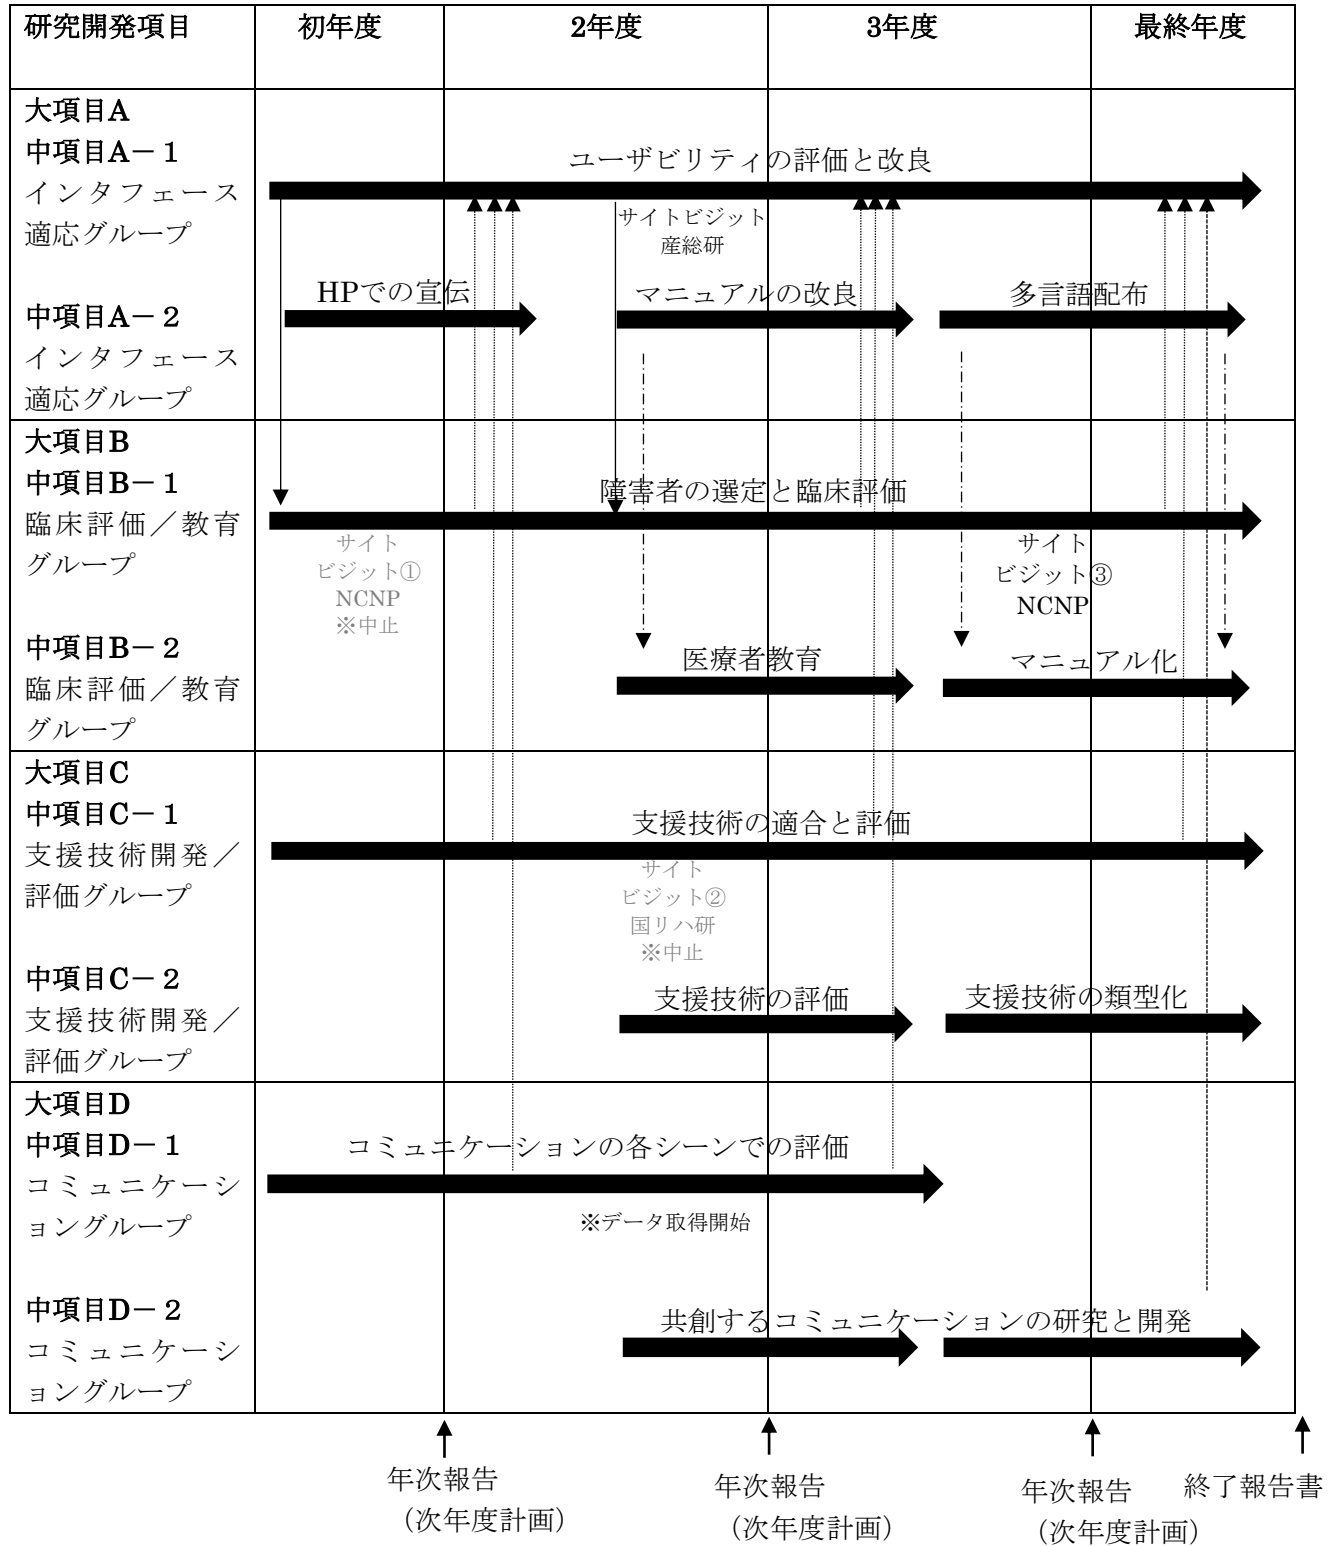 研究開発項目
初年度
2年度
3年度
最終年度
大項目A
中項目A－1
インタフェース
適応グループ
ユーザビリティの評価と改良
サイトビジット
産総研
中項目A－2
インタフェース
適応グループ
HPでの宣伝
マニュアルの改良
多言語配布
大項目B
中項目B－1
臨床評価／教育
グループ
障害者の選定と臨床評価
サイト
ビジット①
NCNP
※中止
サイト
ビジット③
NCNP
中項目B－2
臨床評価／教育
グループ
医療者教育
マニュアル化
大項目C
中項目C－1
支援技術開発／
評価グループ
支援技術の適合と評価
サイト
ビジット②
国リハ研
※中止
中項目C－2
支援技術開発／
評価グループ
支援技術の評価
支援技術の類型化
大項目D
中項目D－1
コミュニケーシ
ョングループ
コミュニケーションの各シーンでの評価
※データ取得開始
中項目D－2
コミュニケーシ
ョングループ
共創するコミュニケーションの研究と開発
年次報告
（次年度計画）
年次報告
（次年度計画）
年次報告
（次年度計画）
終了報告書